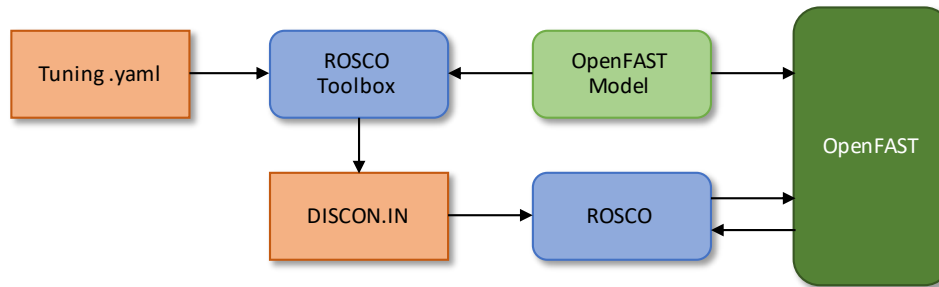 Tuning .yaml
ROSCO
Toolbox
OpenFAST
Model
OpenFAST
DISCON.IN
ROSCO